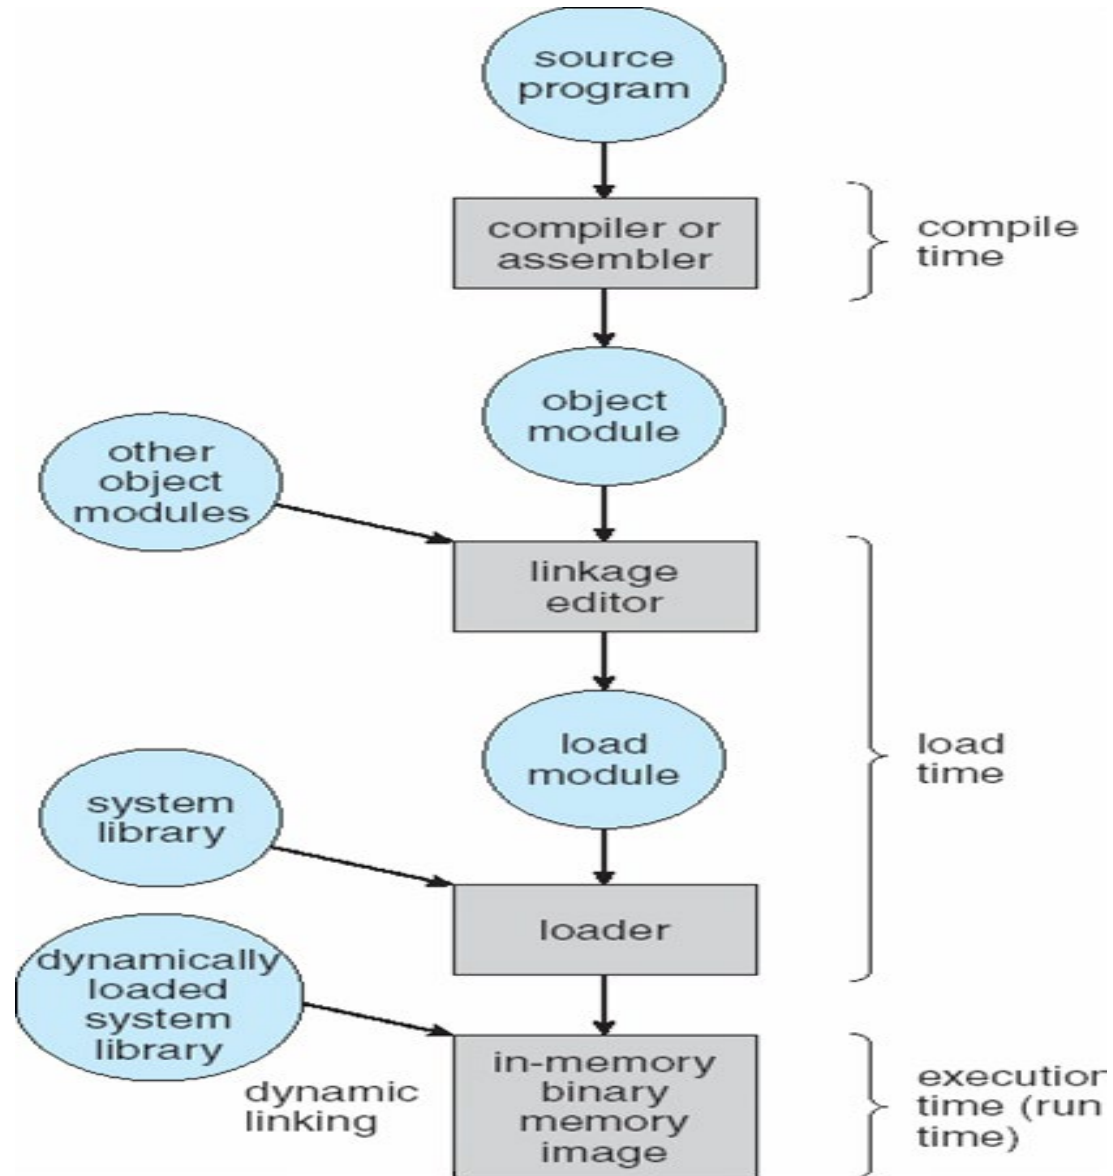 source
program
compiler or
assembler
compile
time
object
module
other
object
modules
linkage
editor
load
module
load
time
system
library
loader
dynamically
loaded
system
library
dynamic
linking
in-memory
binary
memory
image
execution
time (run
time)